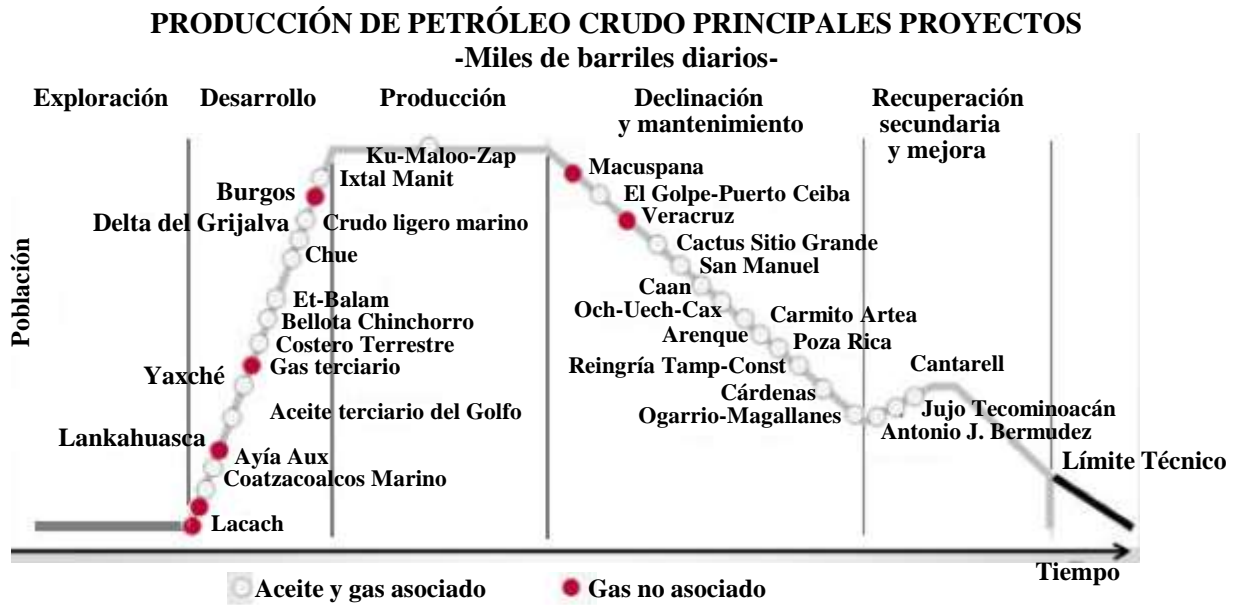 PRODUCCIÓN DE PETRÓLEO CRUDO PRINCIPALES PROYECTOS
-Miles de barriles diarios-
Exploración
Desarrollo
Producción
Declinación
y mantenimiento
Recuperación
secundaria
y mejora
Población
Ku-Maloo-Zap
Ixtal Manit
Burgos
Delta del Grijalva
Crudo ligero marino
Chue
Et-Balam
Bellota Chinchorro
Costero Terrestre
Gas terciario
Yaxché
Aceite terciario del Golfo
Lankahuasca
Ayía Aux
Coatzacoalcos Marino
Lacach
Macuspana
El Golpe-Puerto Ceiba
Veracruz
Cactus Sitio Grande
San Manuel
Caan
Och-Uech-Cax
Carmito Artea
Arenque
Poza Rica
Reingría Tamp-Const
Cárdenas
Ogarrio-Magallanes
Cantarell
Jujo Tecominoacán
Antonio J. Bermudez
Límite Técnico
Tiempo
Aceite y gas asociado
Gas no asociado